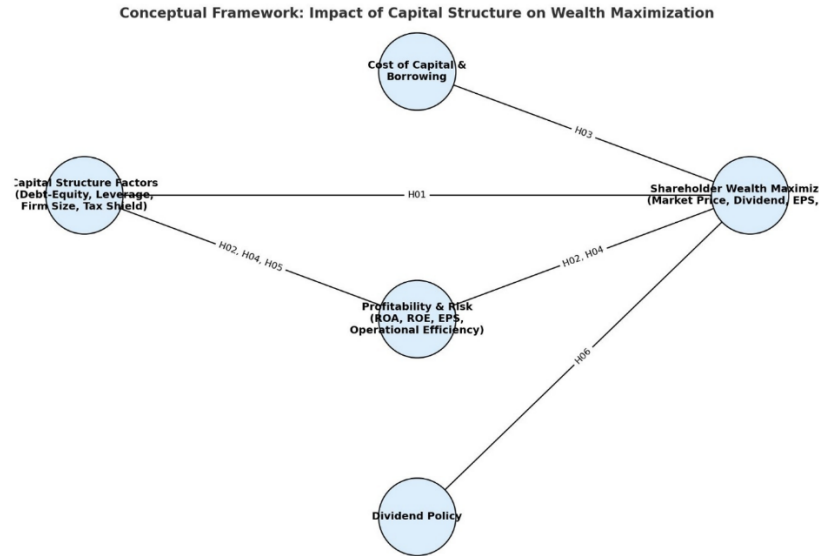 Conceptual Framework: Impact of Capital Structure on Wealth Maximization
Cost of Capital &
Borrowing
H03
Capital Structure Factors
(Debt-Equity, Leverage,
Firm Size, Tax Shield)
H01
Shareholder Wealth Maximiz
(Market Price, Dividend, EPS,
H02, H04, H05
H02, H04
Profitability & Risk
(ROA, ROE, EPS,
Operational Efficiency)
H06
Dividend Policy